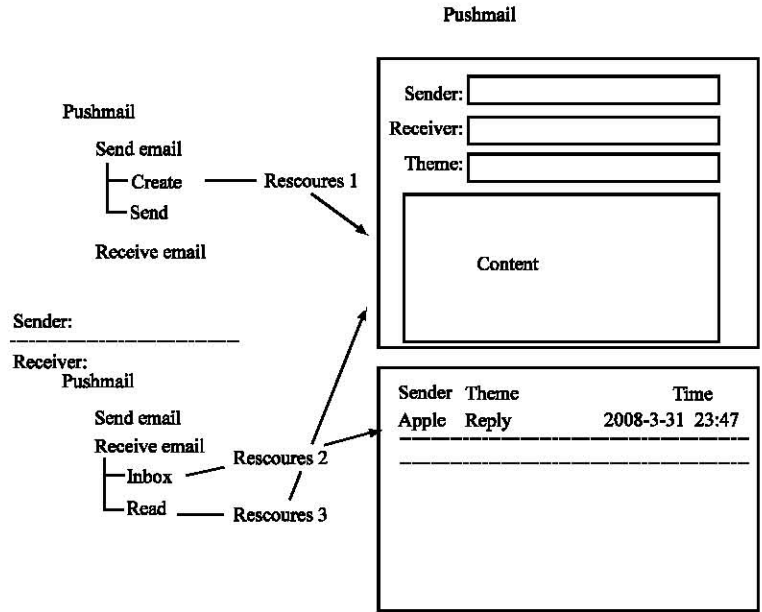 Pushmail
Sender:
Receiver:
Theme:
Content
Pushmail
Send email
Create
Rescoures 1
Send
Receive email
Sender:
Receiver:
Pushmail
Send email
Receive email
Inbox
Rescoures 2
Read
Rescoures 3
Sender Theme Time
Apple Reply 2008-3-31 23:47